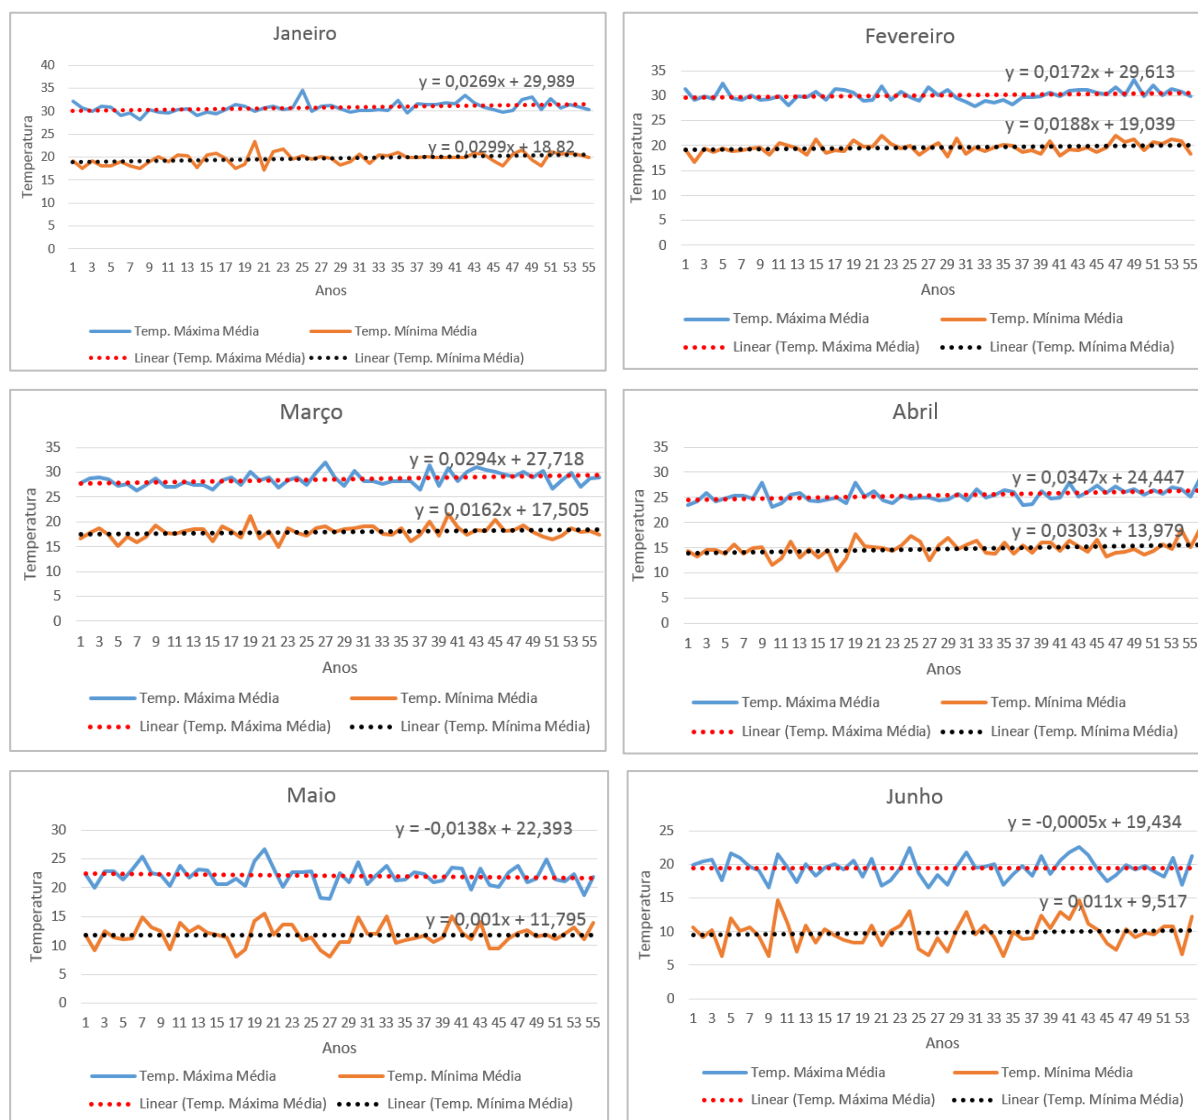 Janeiro
40
35
30
25
20
15
10
5
0
Temperatura
y = 0,0269x + 29,989
y = 0,0299x + 18,82
1 3 5 7 9 11 13 15 17 19 21 23 25 27 29 31 33 35 37 39 41 43 45 47 49 51 53 55
Anos
Temp. Máxima Média Temp. Mínima Média
Linear (Temp. Máxima Média) Linear (Temp. Mínima Média)
Fevereiro
35
30
25
20
15
10
5
0
Temperatura
y = 0,0172x + 29,613
y = 0,0188x + 19,039
1 3 5 7 9 11 13 15 17 19 21 23 25 27 29 31 33 35 37 39 41 43 45 47 49 51 53 55
Anos
Temp. Máxima Média Temp. Mínima Média
Linear (Temp. Máxima Média) Linear (Temp. Mínima Média)
Março
35
30
25
20
15
10
5
0
Temperatura
y = 0,0294x + 27,718
y = 0,0162x + 17,505
1 3 5 7 9 11 13 15 17 19 21 23 25 27 29 31 33 35 37 39 41 43 45 47 49 51 53 55
Anos
Temp. Máxima Média Temp. Mínima Média
Linear (Temp. Máxima Média) Linear (Temp. Mínima Média)
Abril
35
30
25
20
15
10
5
0
Temperatura
y = 0,0347x + 24,447
y = 0,0303x + 13,979
1 3 5 7 9 11 13 15 17 19 21 23 25 27 29 31 33 35 37 39 41 43 45 47 49 51 53 55
Anos
Temp. Máxima Média Temp. Mínima Média
Linear (Temp. Máxima Média) Linear (Temp. Mínima Média)
Maio
30
25
20
15
10
5
0
Temperatura
y = -0,0138x + 22,393
y = 0,001x + 11,795
1 3 5 7 9 11 13 15 17 19 21 23 25 27 29 31 33 35 37 39 41 43 45 47 49 51 53 55
Anos
Temp. Máxima Média Temp. Mínima Média
Linear (Temp. Máxima Média) Linear (Temp. Mínima Média)
Junho
25
20
15
10
5
0
Temperatura
y = -0,0005x + 19,434
y = 0,011x + 9,517
1 3 5 7 9 11 13 15 17 19 21 23 25 27 29 31 33 35 37 39 41 43 45 47 49 51 53
Anos
Temp. Máxima Média Temp. Mínima Média
Linear (Temp. Máxima Média) Linear (Temp. Mínima Média)